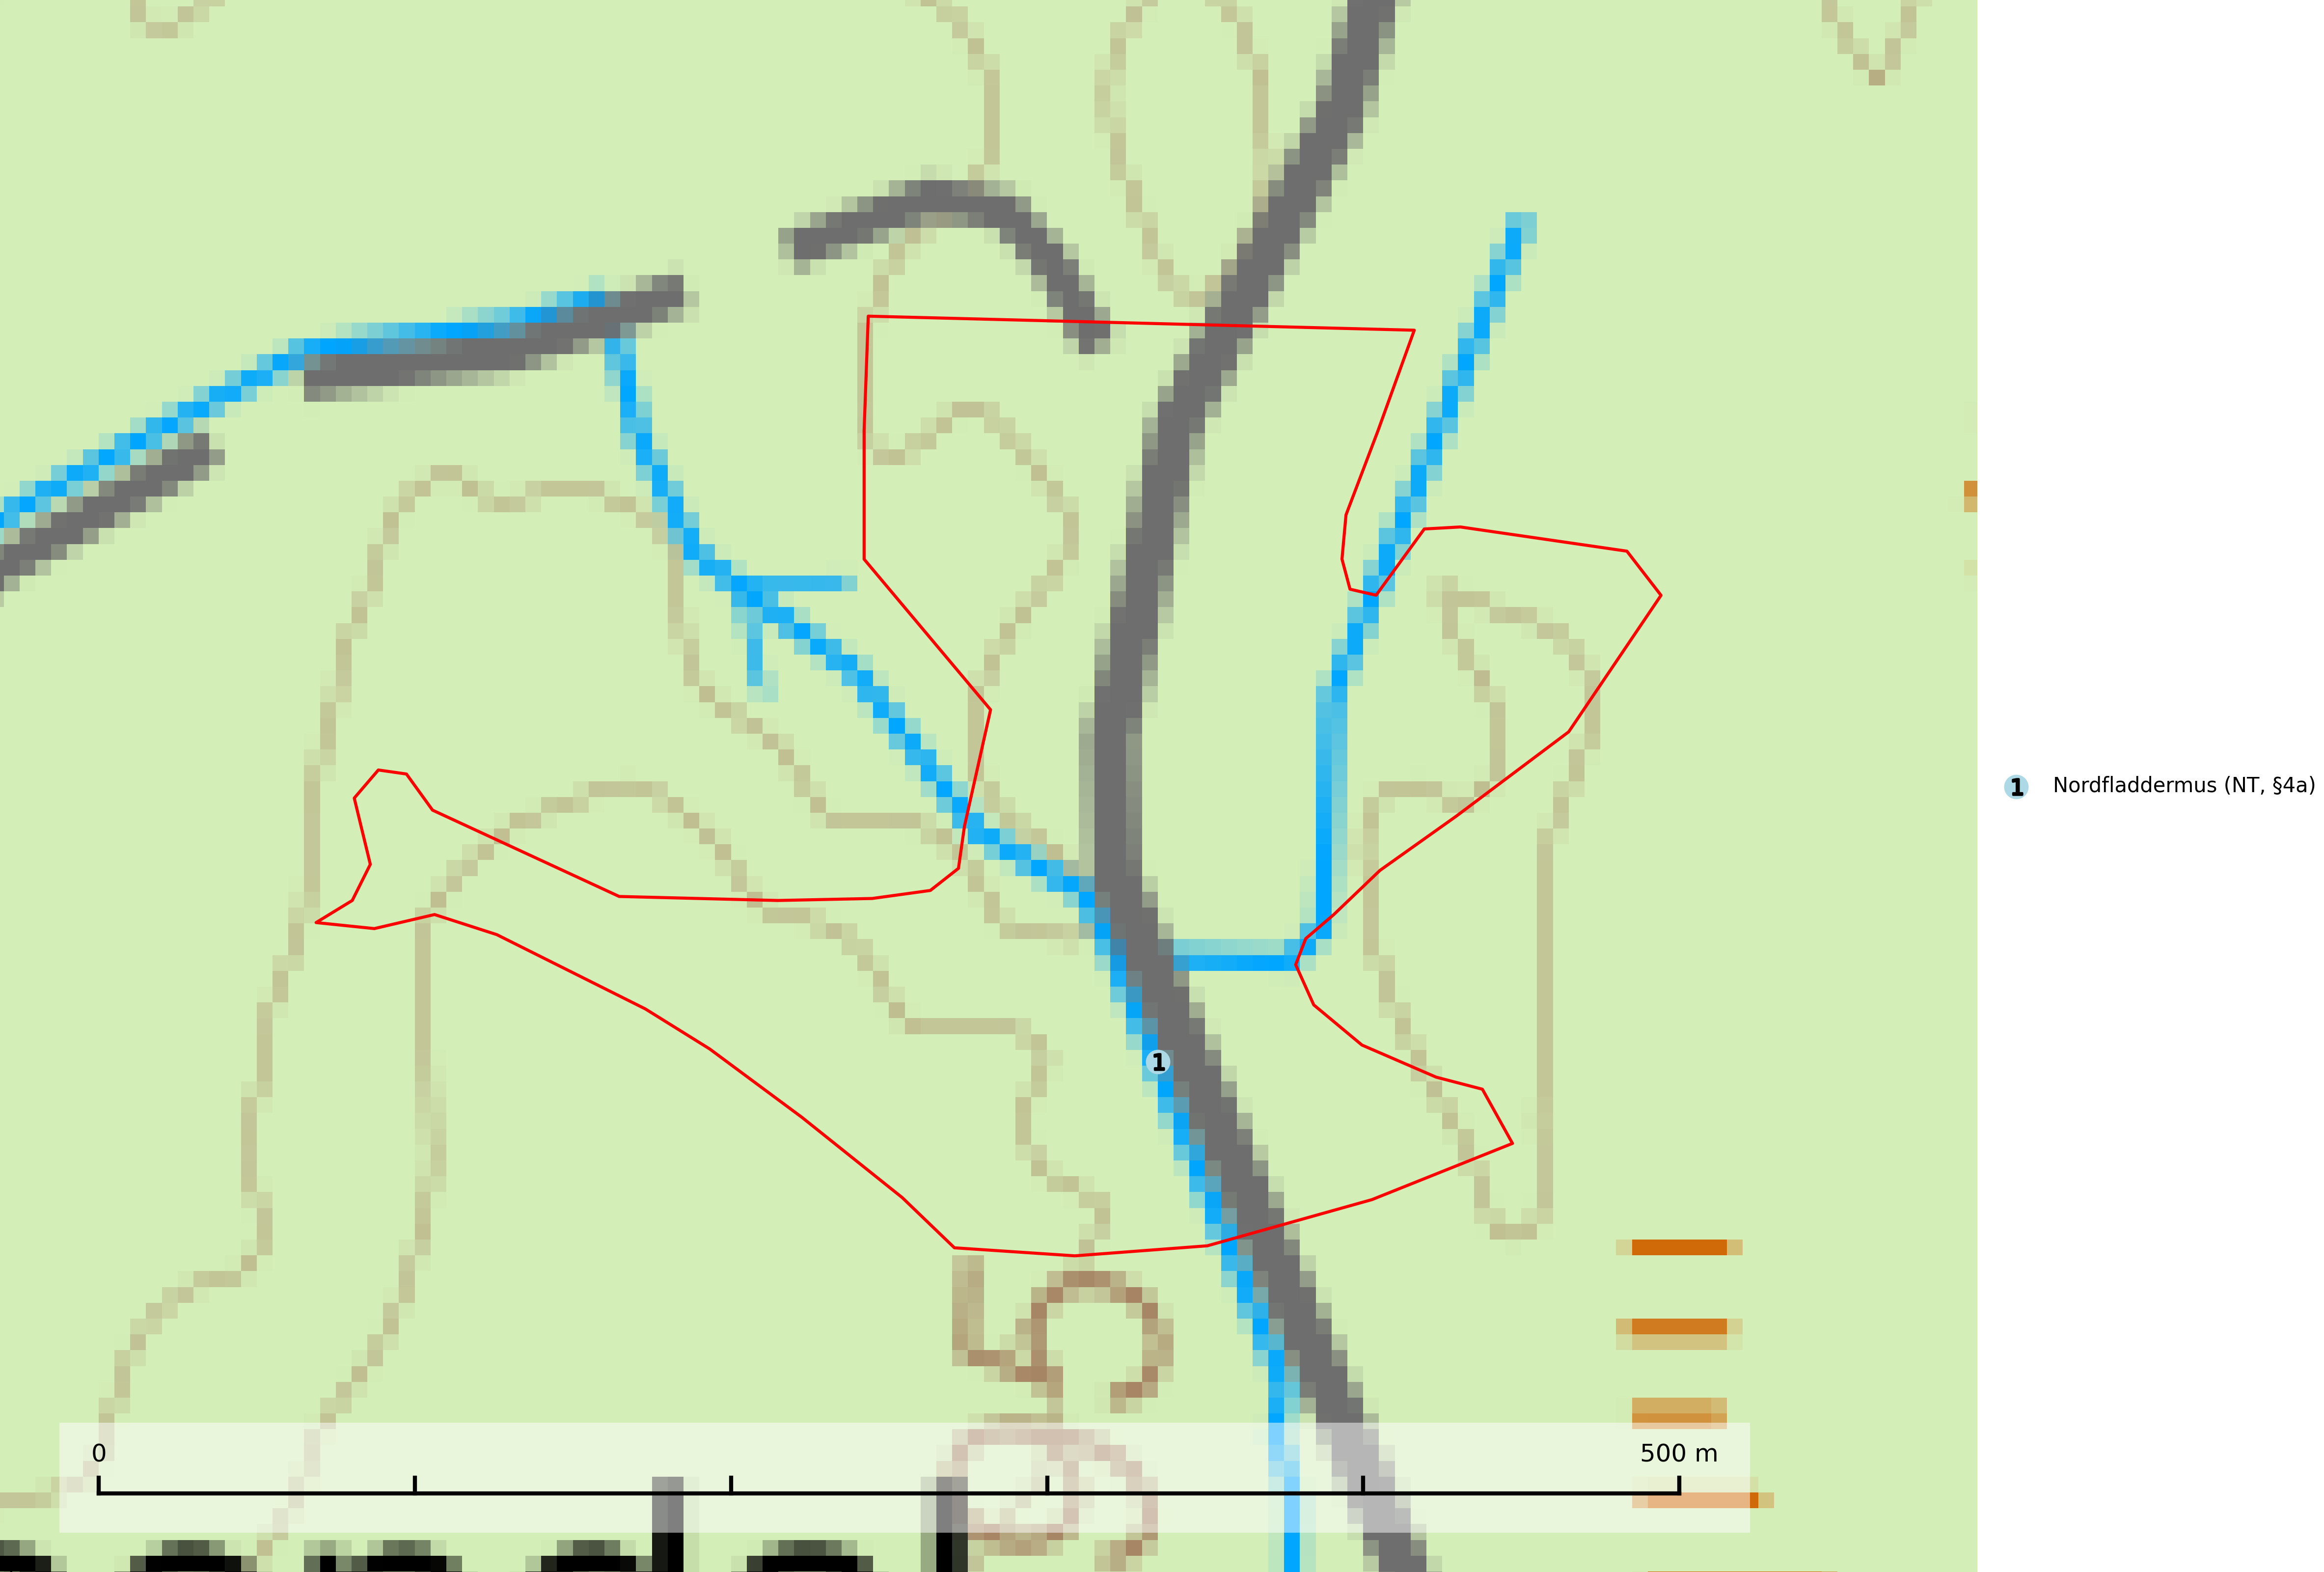 1
1 Nordfladdermus (NT, §4a)
0 500 m